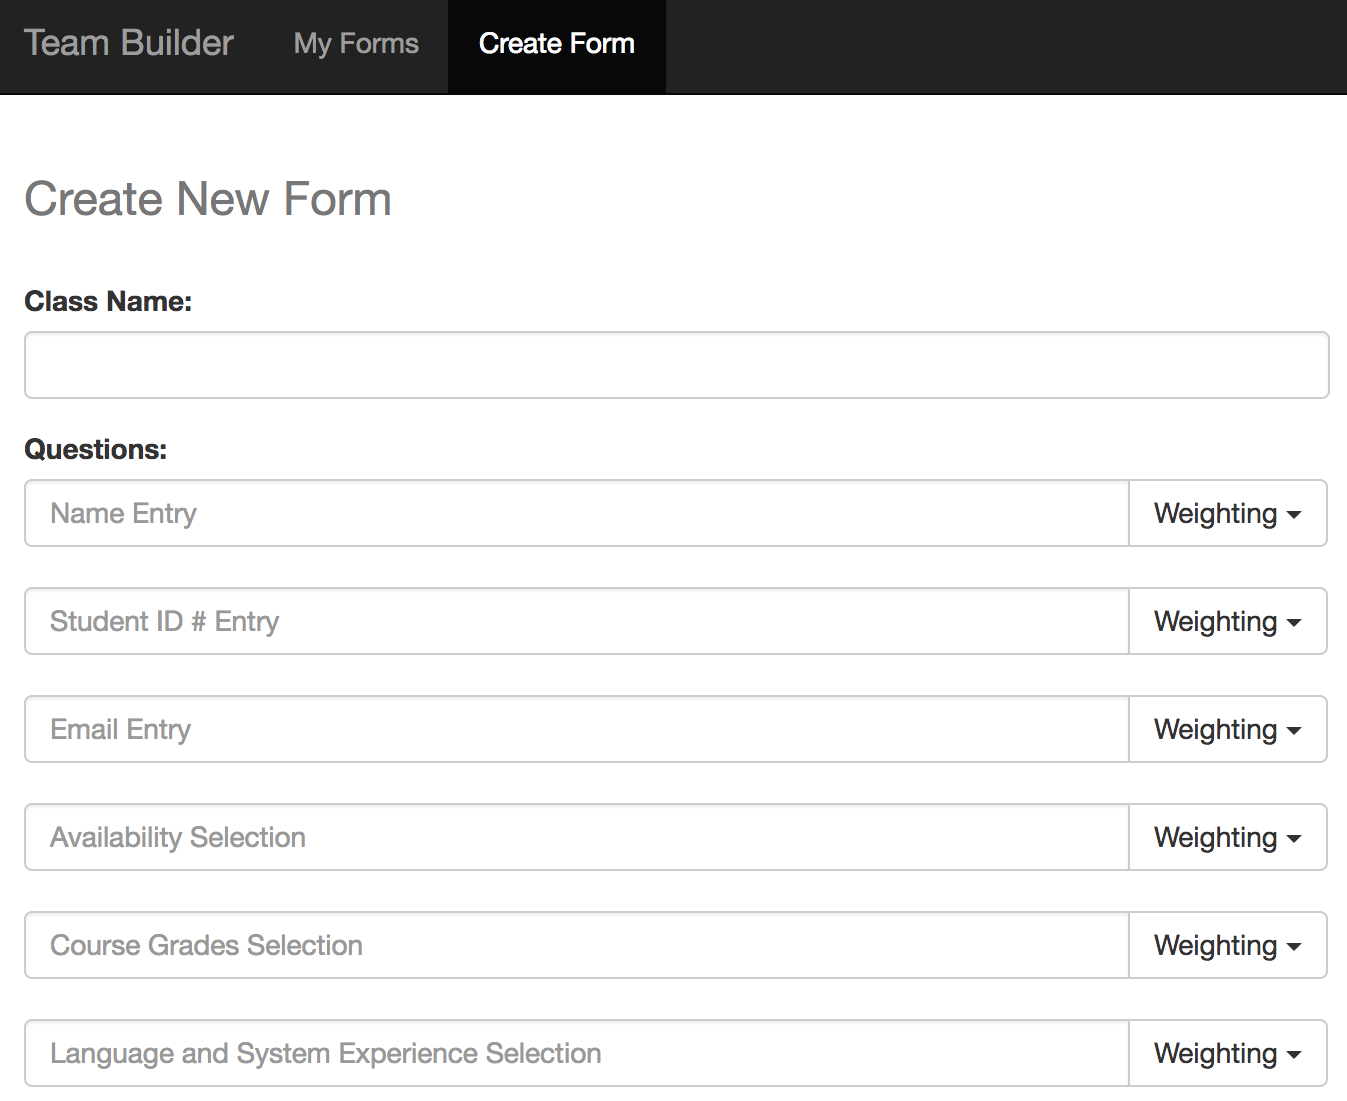 Team Builder My Forms Create Form
Create New Form
Class Name:
Questions:
Name Entry Weighting
Student ID # Entry Weighting
Email Entry Weighting
Availability Selection Weighting
Course Grades Selection Weighting
Language and System Experience Selection Weighting